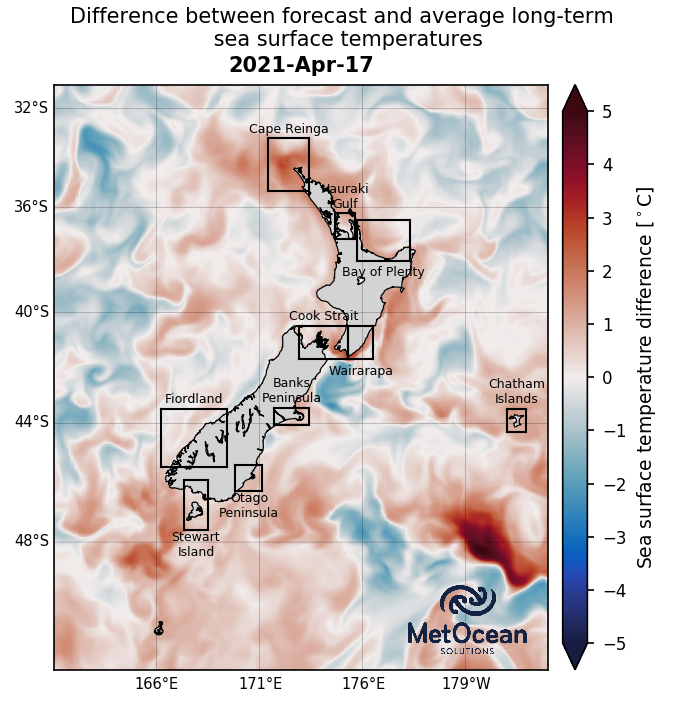 Difference between forecast and average long-term
sea surface temperatures
2021-Apr-17
32°S
36°S
40°S
44°S
48°S
Cape Reinga
Hauraki
Gulf
Bay of Plenty
Cook Strait
Wairarapa
Banks
Peninsula
Fiordland
Chatham
Islands
Otago
Peninsula
Stewart
Island
MetOcean
SOLUTIONS
166°E
171°E
176°E
179°W
5
4
3
2
1
0
−1
−2
−3
−4
−5
Sea surface temperature difference [°C]